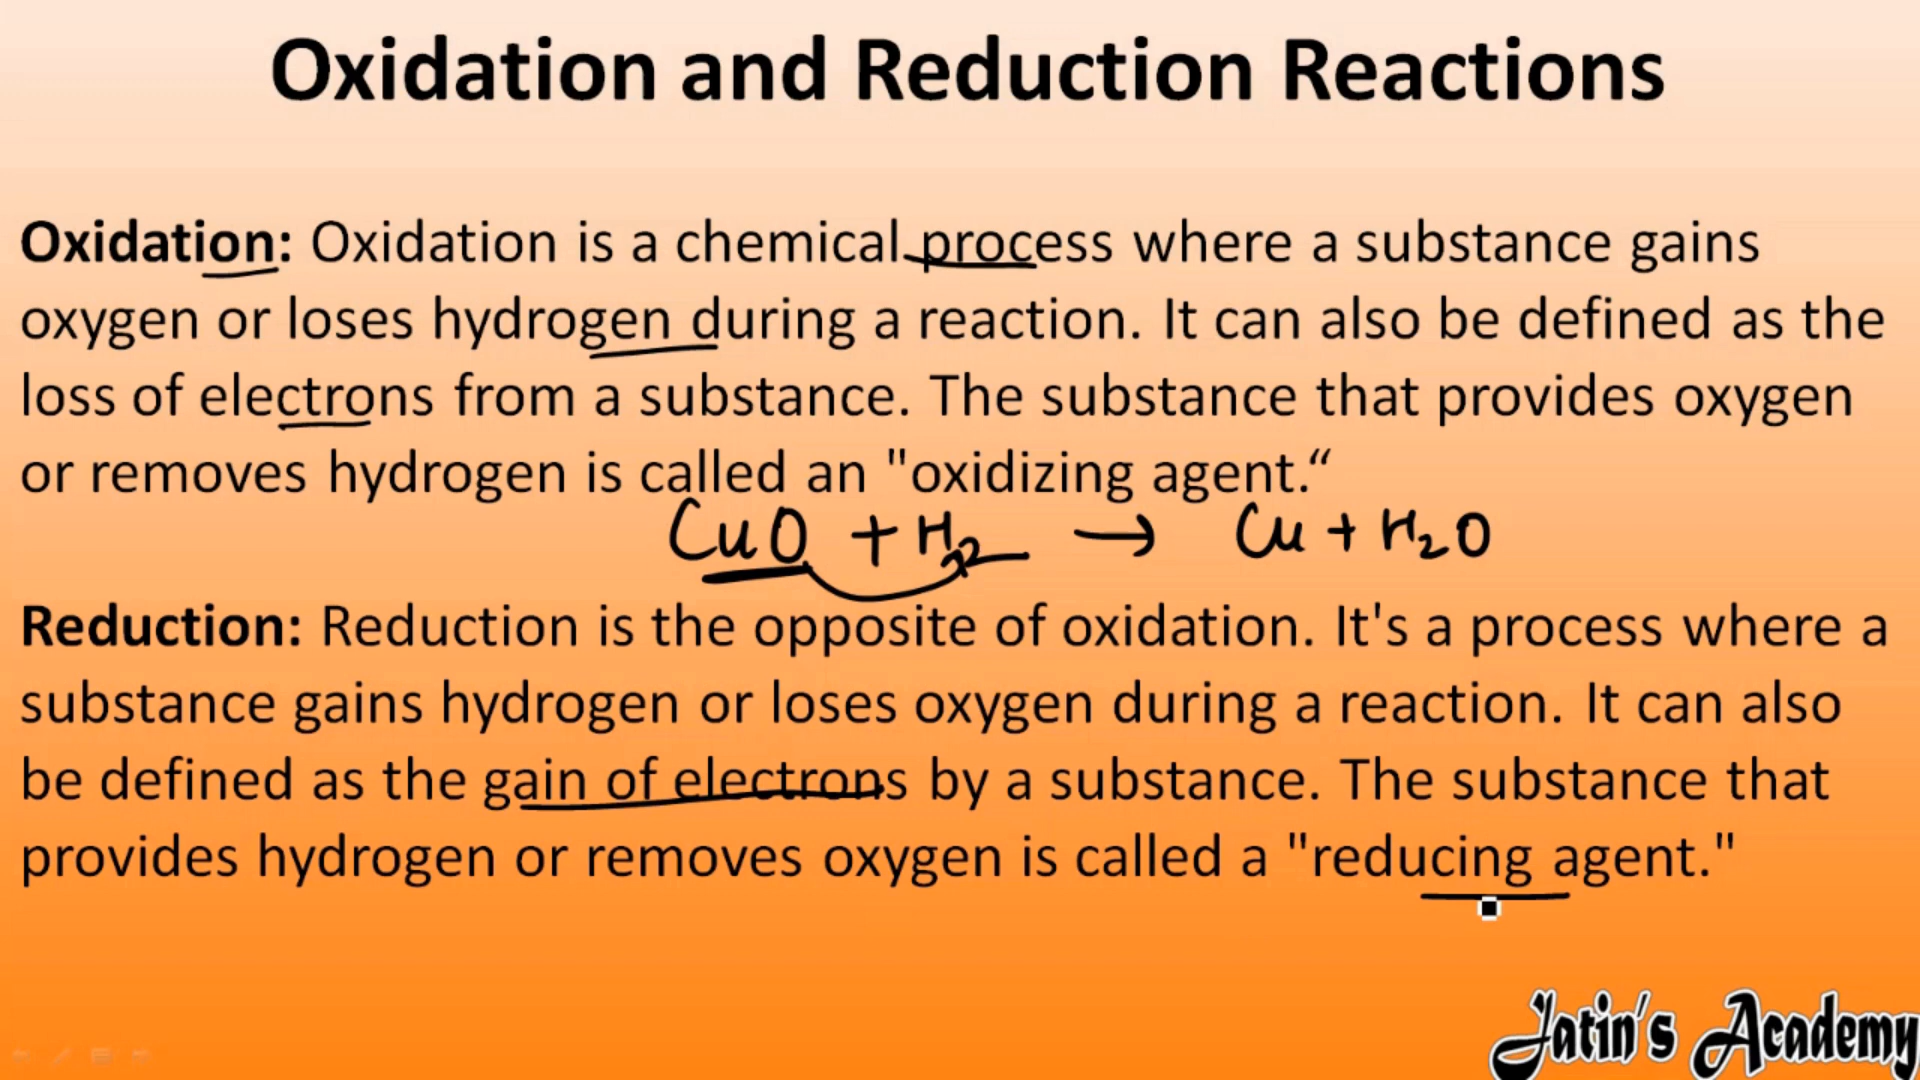 Oxidation and Reduction Reactions
Oxidation: Oxidation is a chemical process where a substance gains
oxygen or loses hydrogen during a reaction. It can also be defined as the
loss of electrons from a substance. The substance that provides oxygen
or removes hydrogen is called an "oxidizing agent.“
CuO + H₂ → Cu + H₂O
Reduction: Reduction is the opposite of oxidation. It's a process where a
substance gains hydrogen or loses oxygen during a reaction. It can also
be defined as the gain of electrons by a substance. The substance that
provides hydrogen or removes oxygen is called a "reducing agent."
Jatin's Academy